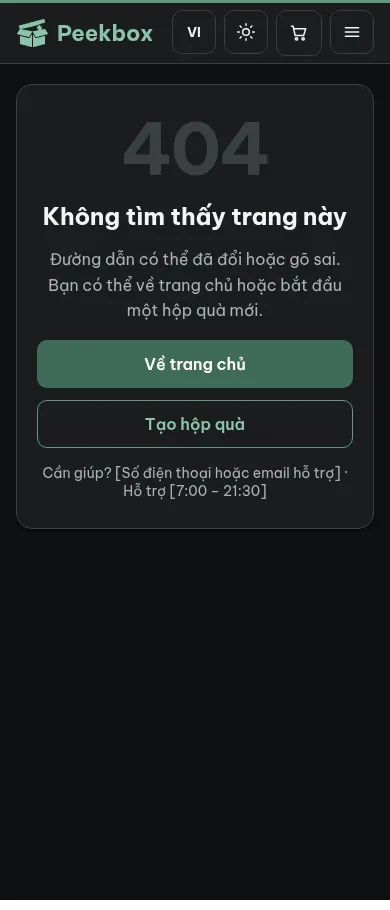 Peekbox
VI
404
Không tìm thấy trang này
Đường dẫn có thể đã đổi hoặc gõ sai.
Bạn có thể về trang chủ hoặc bắt đầu
một hộp quà mới.
Về trang chủ
Tạo hộp quà
Cần giúp? [Số điện thoại hoặc email hỗ trợ] ·
Hỗ trợ [7:00 – 21:30]